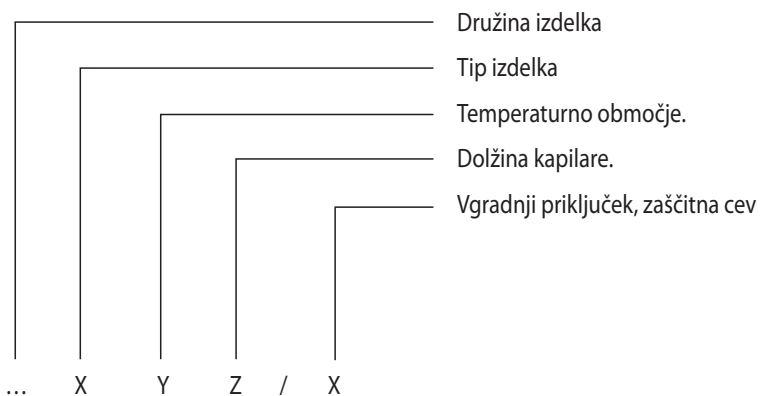 Družina izdelka
Tip izdelka
Temperaturno območje.
Dolžina kapilare.
Vgradnji priključek, zaščitna cev
... X Y Z / X